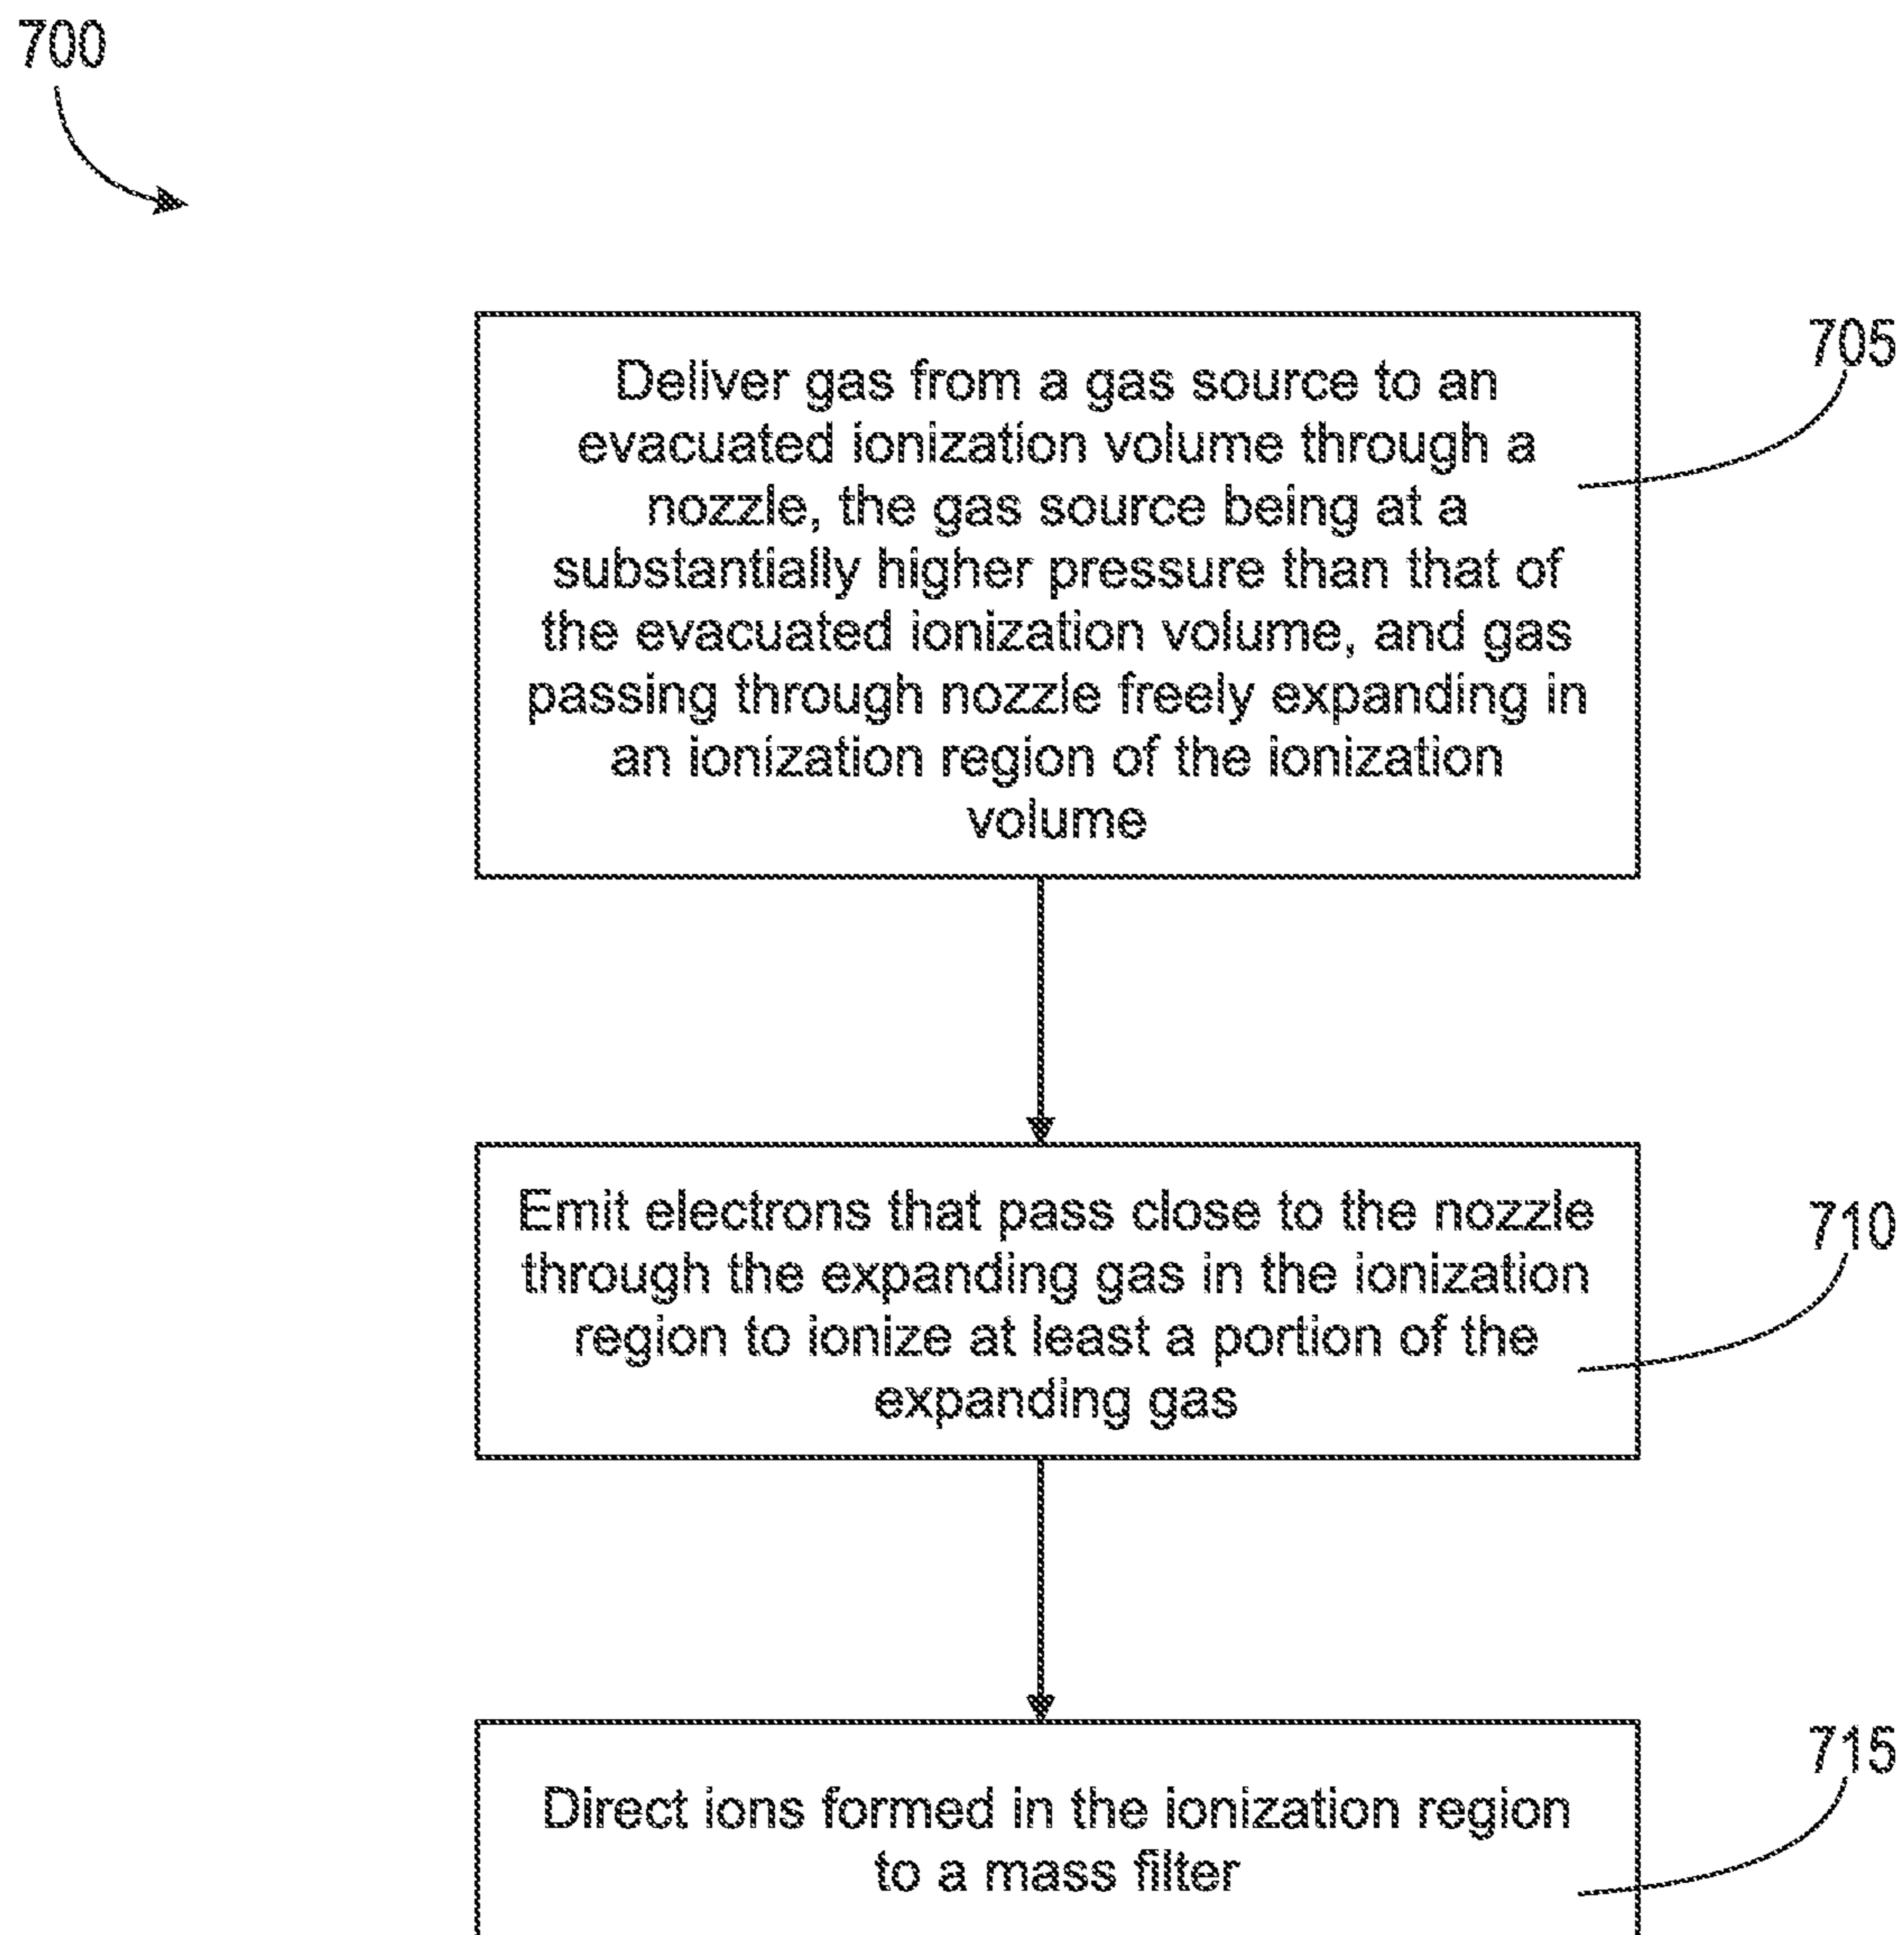 700
705
Deliver gas from a gas source to an
evacuated ionization volume through a
nozzle, the gas source being at a
substantially higher pressure than that of
the evacuated ionization volume, and gas
passing through nozzle freely expanding in
an ionization region of the ionization
volume
710
Emit electrons that pass close to the nozzle
through the expanding gas in the ionization
region to ionize at least a portion of the
expanding gas
715
Direct ions formed in the ionization region
to a mass filter